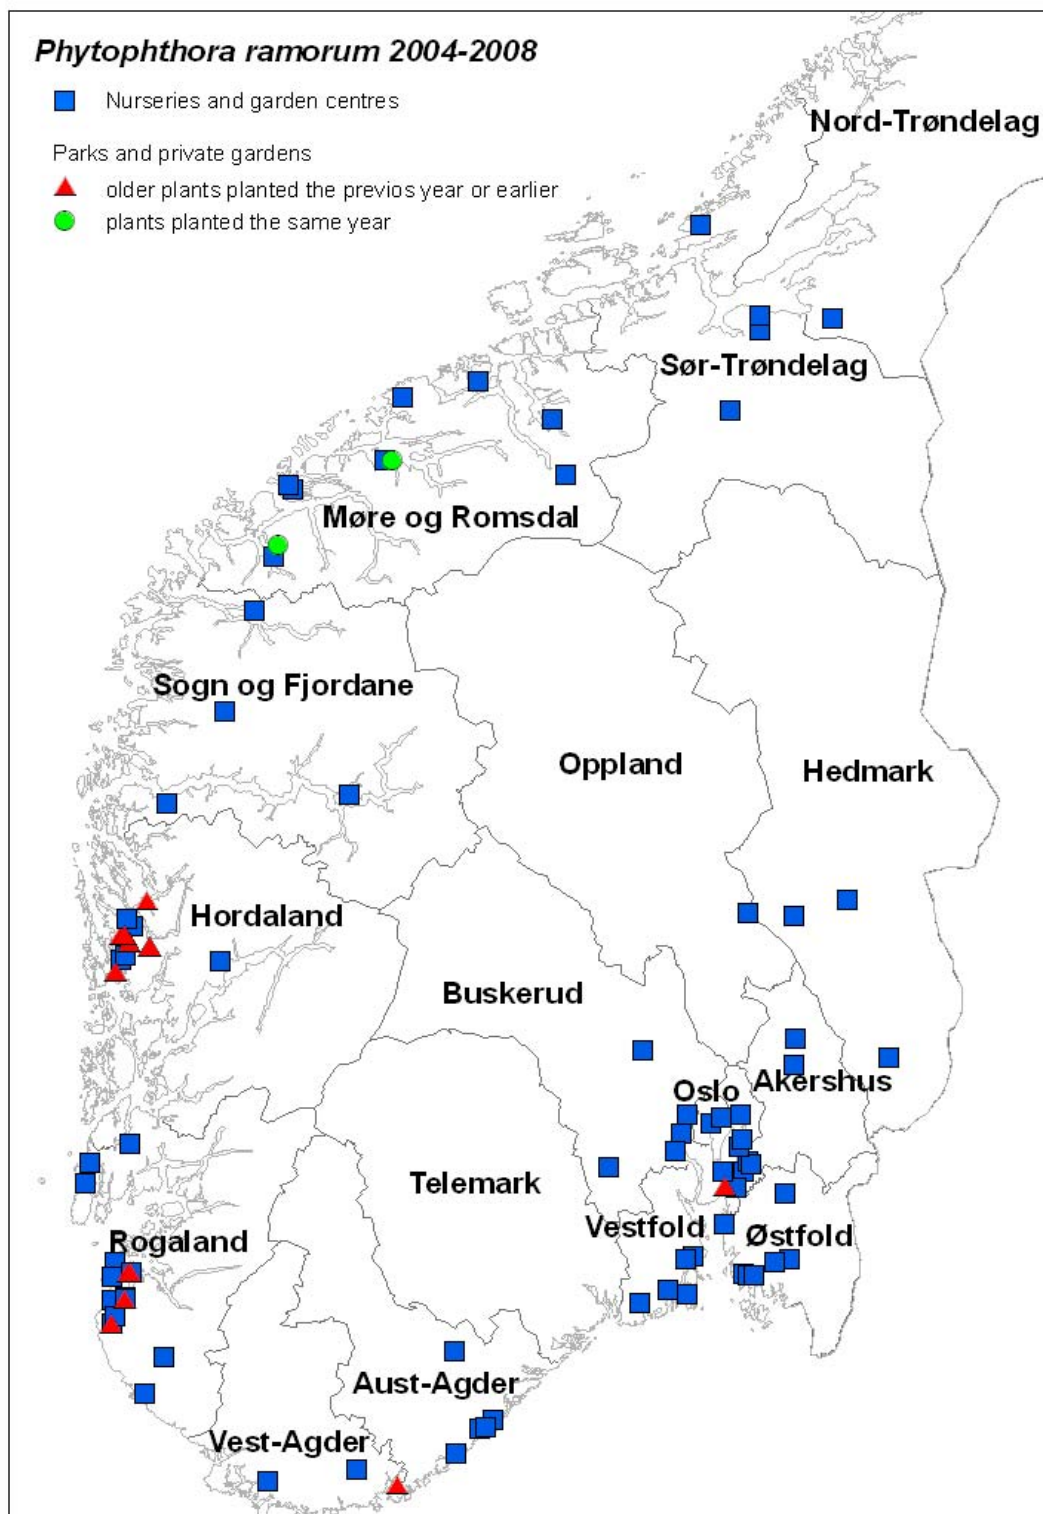 Phytophthora ramorum 2004-2008
Nurseries and garden centres
Parks and private gardens
older plants planted the previos year or earlier
plants planted the same year
Nord-Trøndelag
Sør-Trøndelag
Møre og Romsdal
Sogn og Fjordane
Oppland
Hedmark
Hordaland
Buskerud
Oslo
Akershus
Telemark
Vestfold
Østfold
Rogaland
Aust-Agder
Vest-Agder